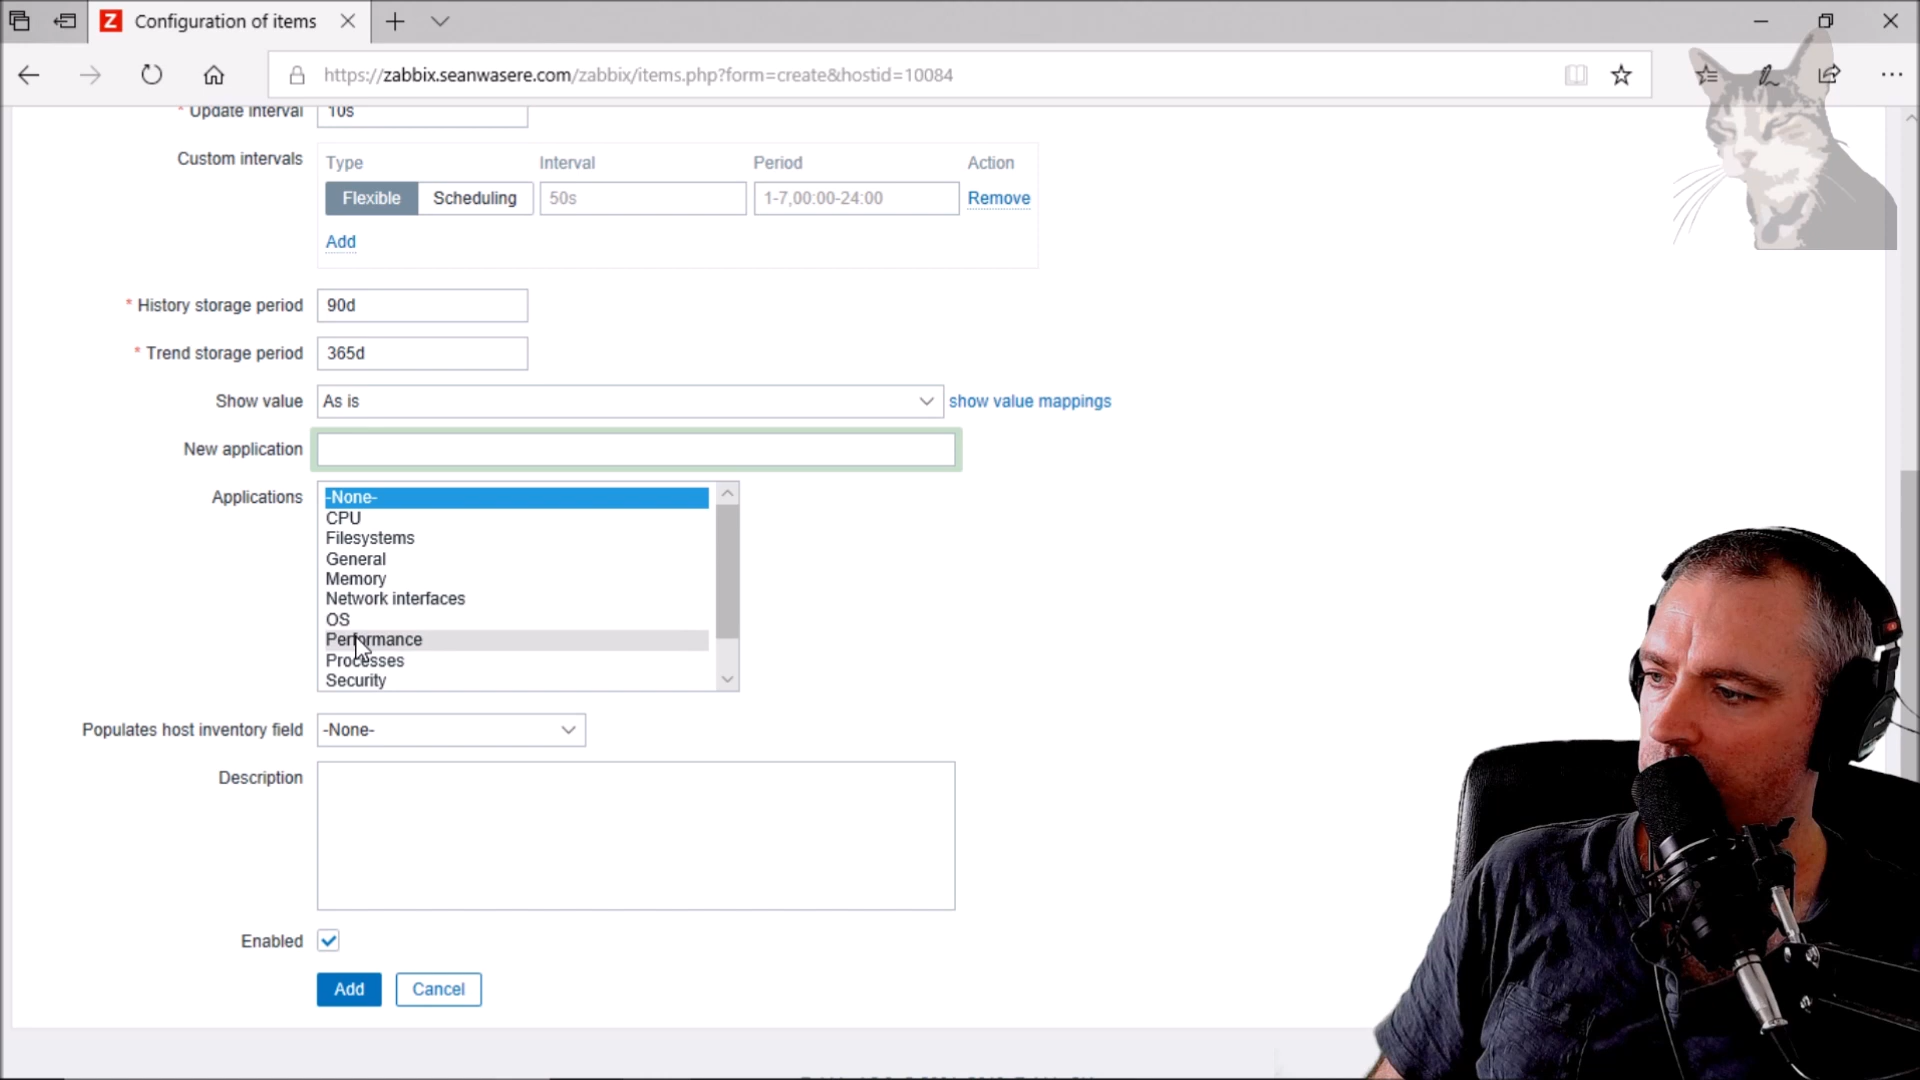 Z Configuration of items
https://zabbix.seanwasere.com/zabbix/items.php?form=create&hostid=10084
* Update interval 10s
Custom intervals Type Interval Period Action
Flexible Scheduling 50s 1-7,00:00-24:00 Remove
Add
* History storage period 90d
* Trend storage period 365d
Show value As is show value mappings
New application
Applications -None-
CPU
Filesystems
General
Memory
Network interfaces
OS
Performance
Processes
Security
Populates host inventory field -None-
Description
Enabled
Add Cancel